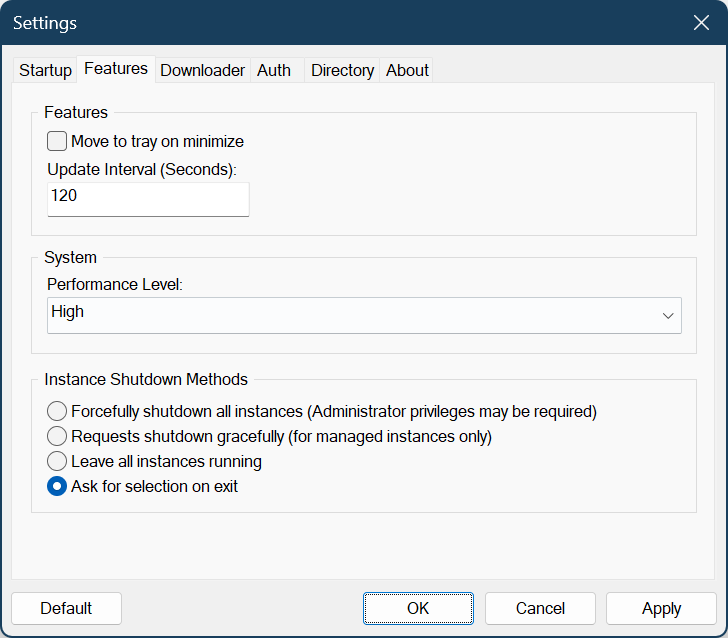 Settings
Startup Features Downloader Auth Directory About
Features
Move to tray on minimize
Update Interval (Seconds):
120
System
Performance Level:
High
Instance Shutdown Methods
Forcefully shutdown all instances (Administrator privileges may be required)
Requests shutdown gracefully (for managed instances only)
Leave all instances running
Ask for selection on exit
Default OK Cancel Apply